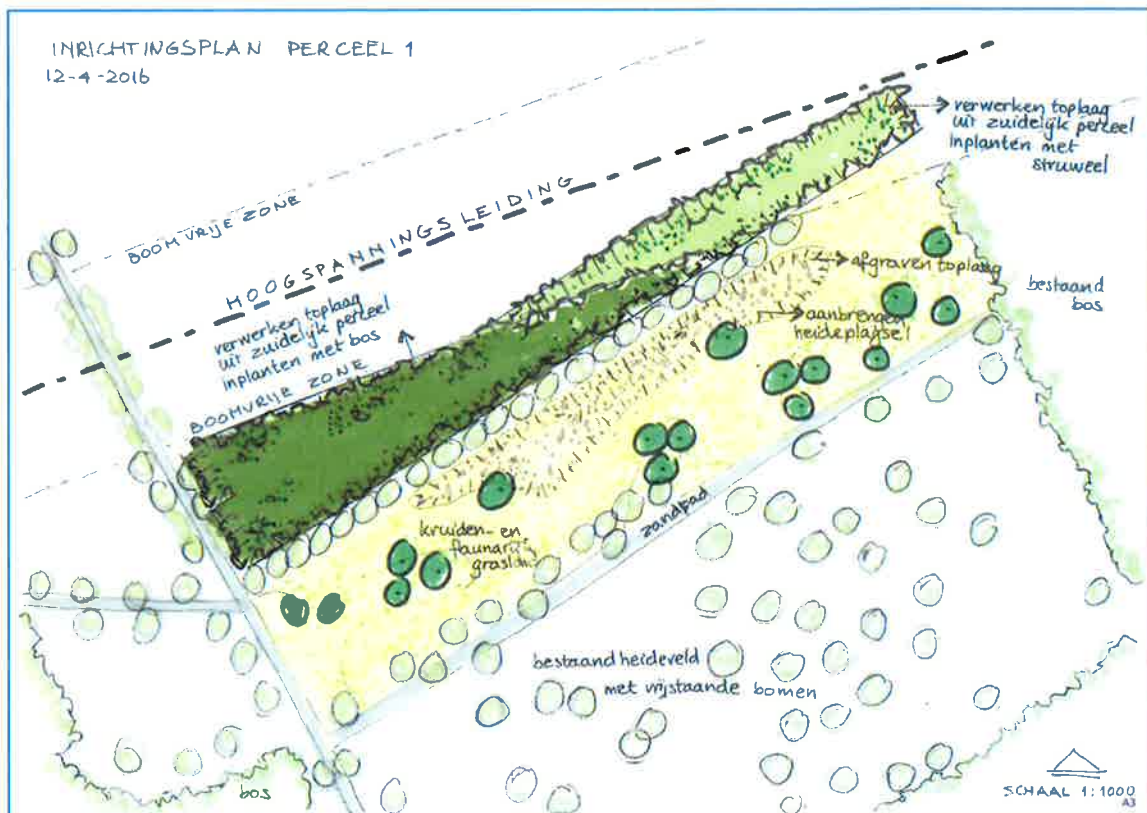 INRICHTINGSPLAN PERCEEL 1
12-4-2016
BOOMVRIJE ZONE
HOOGSPANNINGSLEIDING
verwerken toplaag
uit zuidelijk perceel
inplanten met
struweel
verwerken toplaag
uit zuidelijk perceel
inplanten met bos
BOOMVRIJE ZONE
afgraven toplaag
aanbrengen
heideplagsel
bestaand
bos
kruiden- en
zandpad
bestaand heideveld
met vrijstaande bomen
bos
SCHAAL 1:1000
A3